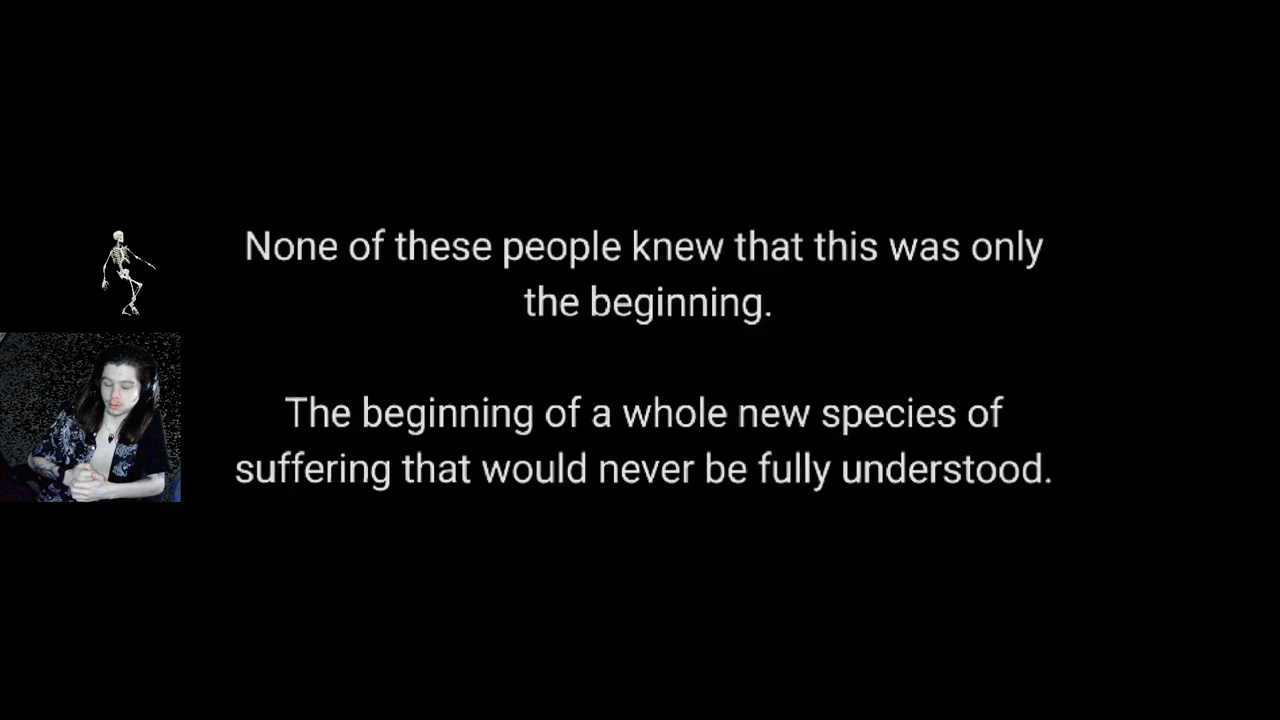 None of these people knew that this was only
the beginning.
The beginning of a whole new species of
suffering that would never be fully understood.